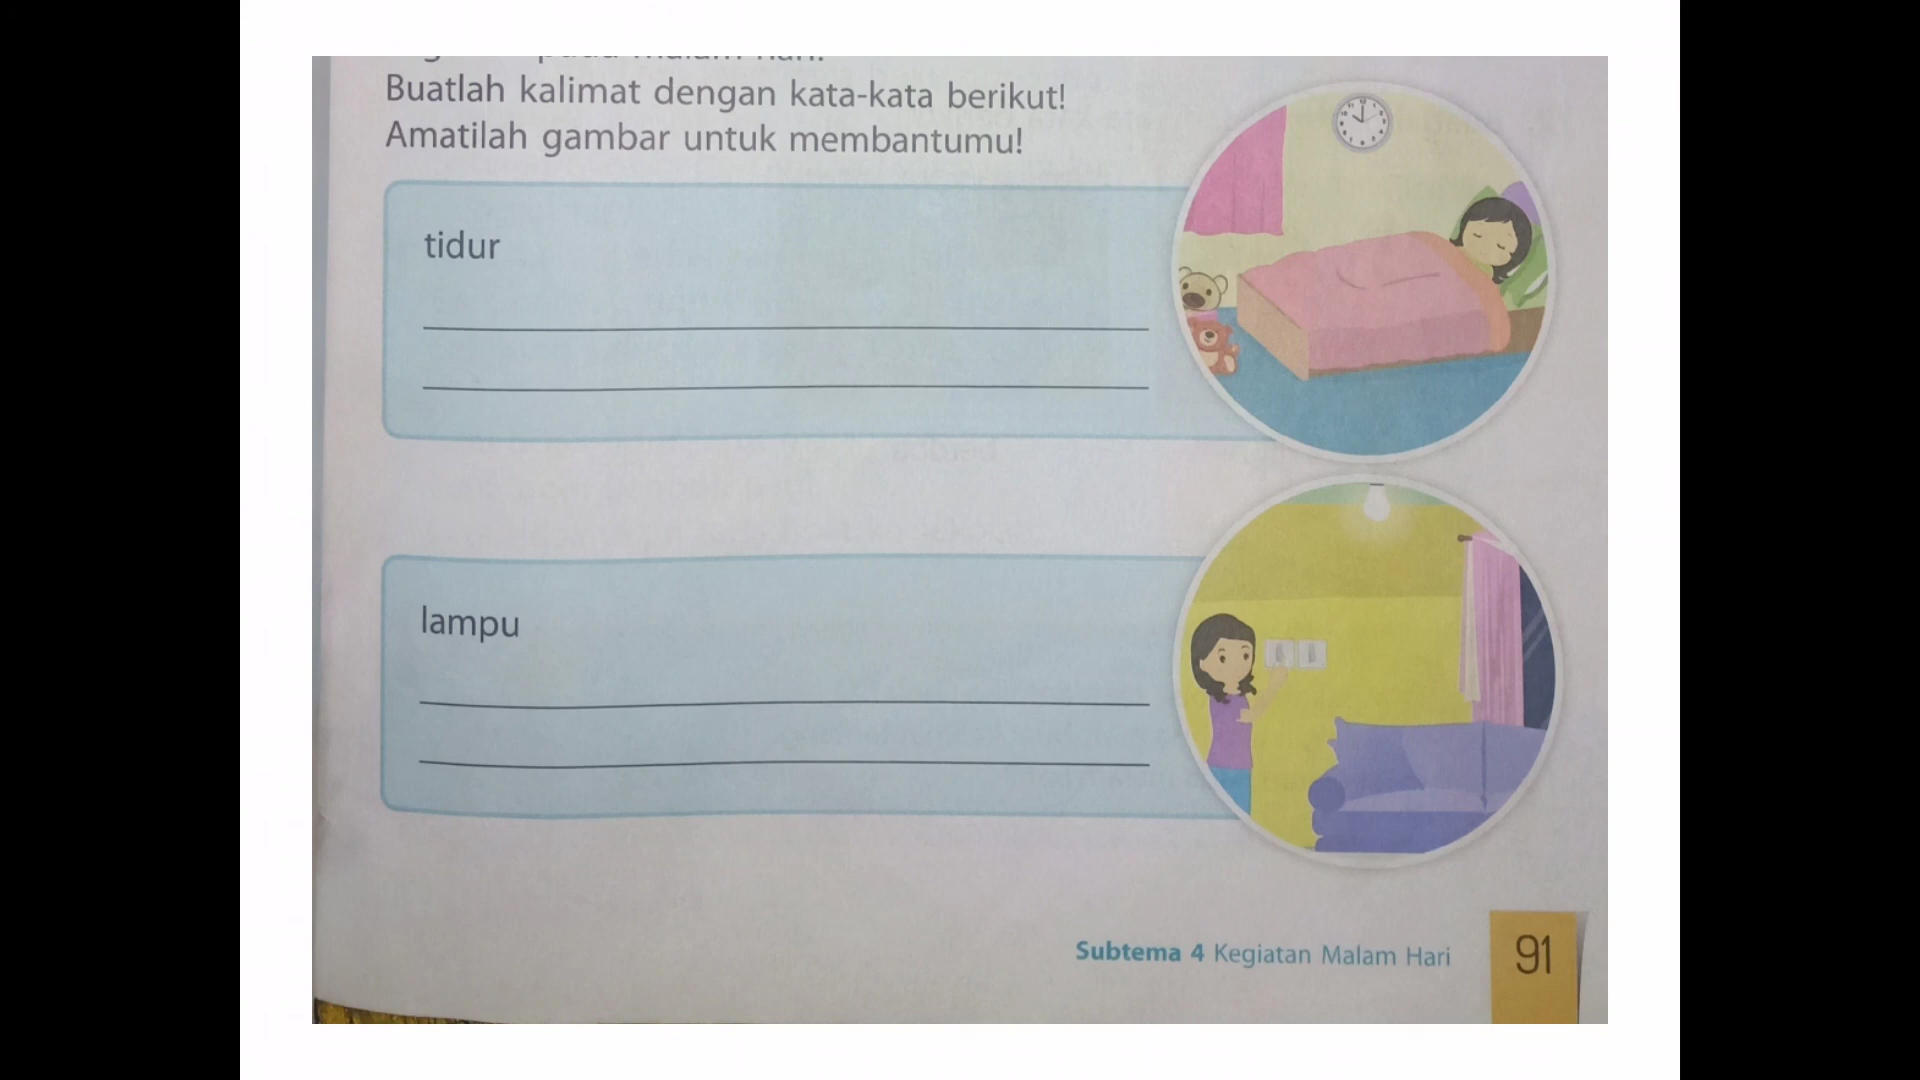 Buatlah kalimat dengan kata-kata berikut!
Amatilah gambar untuk membantumu!
tidur
lampu
Subtema 4 Kegiatan Malam Hari
91